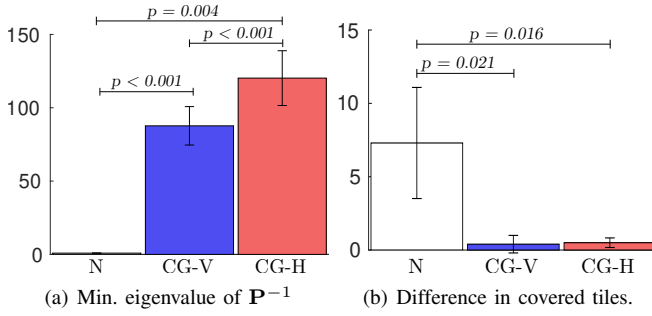 p = 0.004
p < 0.001
p < 0.001
150
100
50
0
N CG-V CG-H
(a) Min. eigenvalue of P⁻¹
p = 0.016
p = 0.021
15
10
5
0
N CG-V CG-H
(b) Difference in covered tiles.